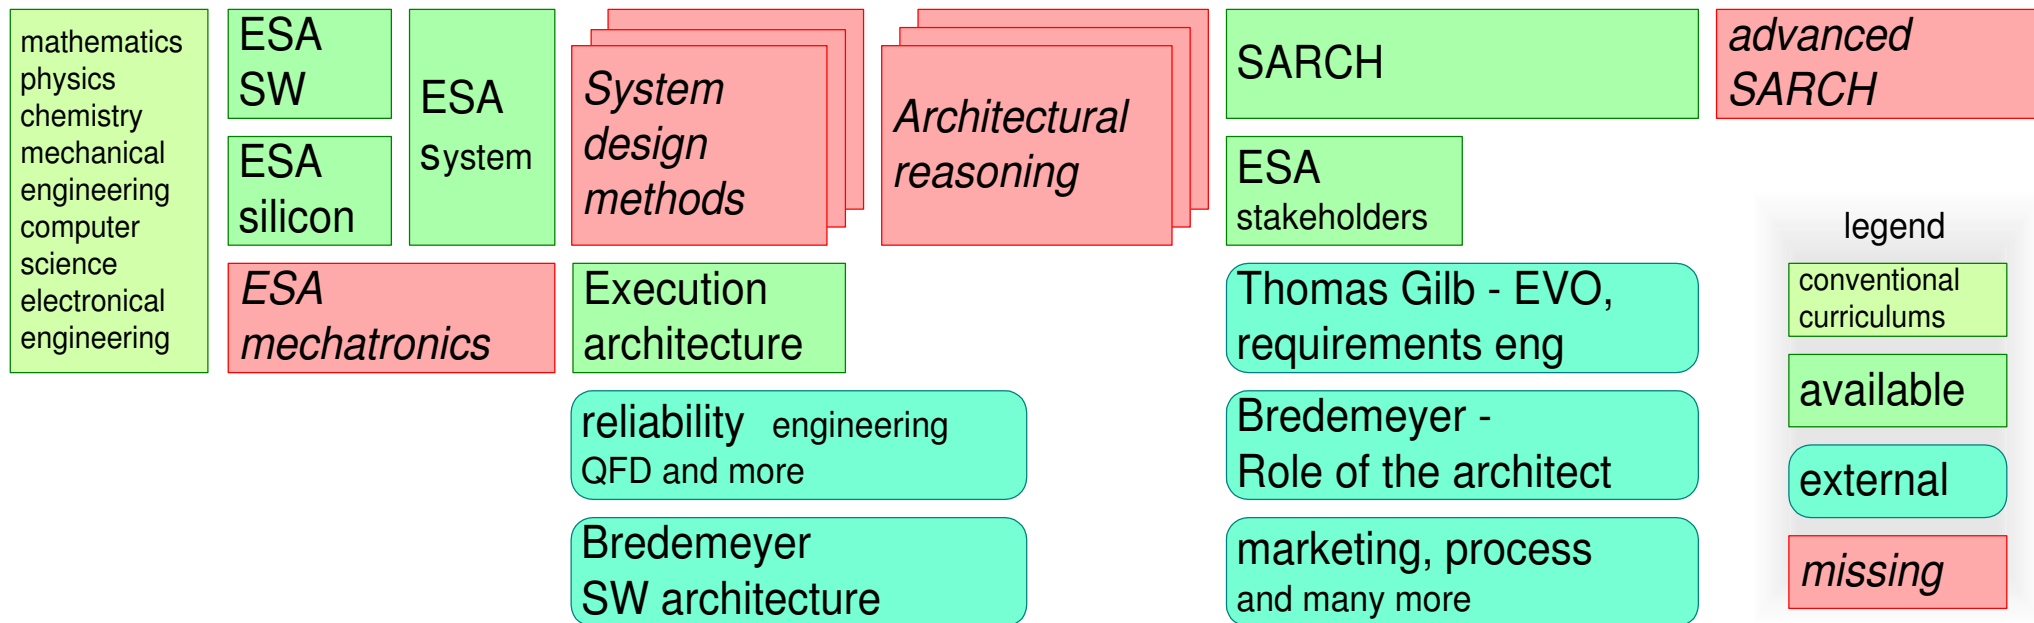 mathematics
physics
chemistry
mechanical
engineering
computer
science
electronical
engineering
ESA
SW
ESA
silicon
ESA
system
ESA
mechatronics
System
design
methods
Architectural
reasoning
Execution
architecture
reliability engineering
QFD and more
Bredemeyer
SW architecture
SARCH
ESA
stakeholders
Thomas Gilb - EVO,
requirements eng
Bredemeyer -
Role of the architect
marketing, process
and many more
advanced
SARCH
legend
conventional
curriculums
available
external
missing